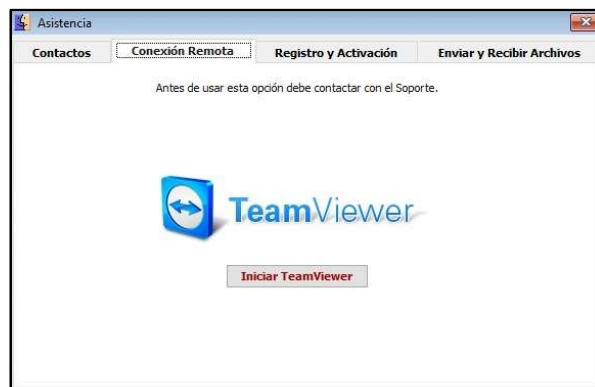 Asistencia
Contactos Conexión Remota Registro y Activación Enviar y Recibir Archivos
Antes de usar esta opción debe contactar con el Soporte.
TeamViewer
Iniciar TeamViewer